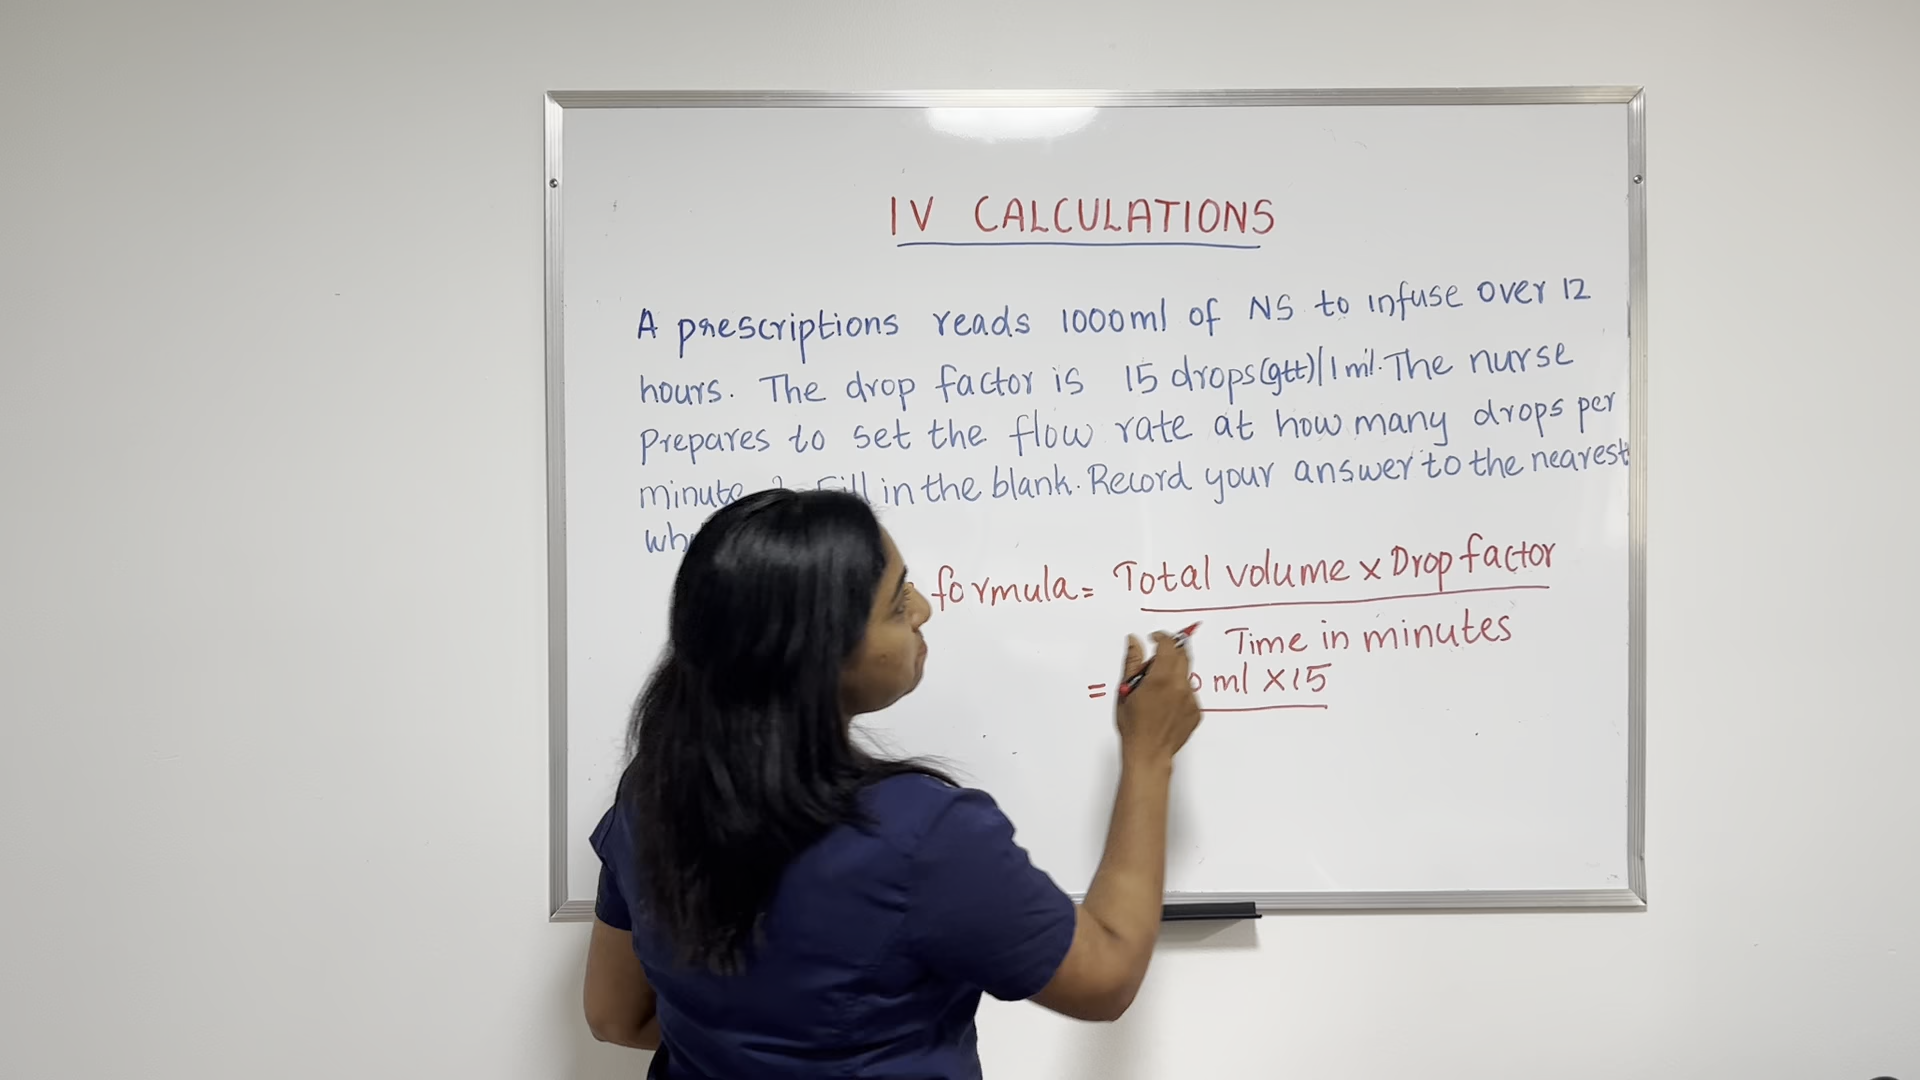 IV CALCULATIONS
A prescriptions reads 1000ml of NS to infuse over 12
hours. The drop factor is 15 drops(gtt)/1ml. The nurse
Prepares to set the flow rate at how many drops per
minute ? Fill in the blank. Record your answer to the nearest
formula = Total volume x Drop factor
Time in minutes
= ml X15